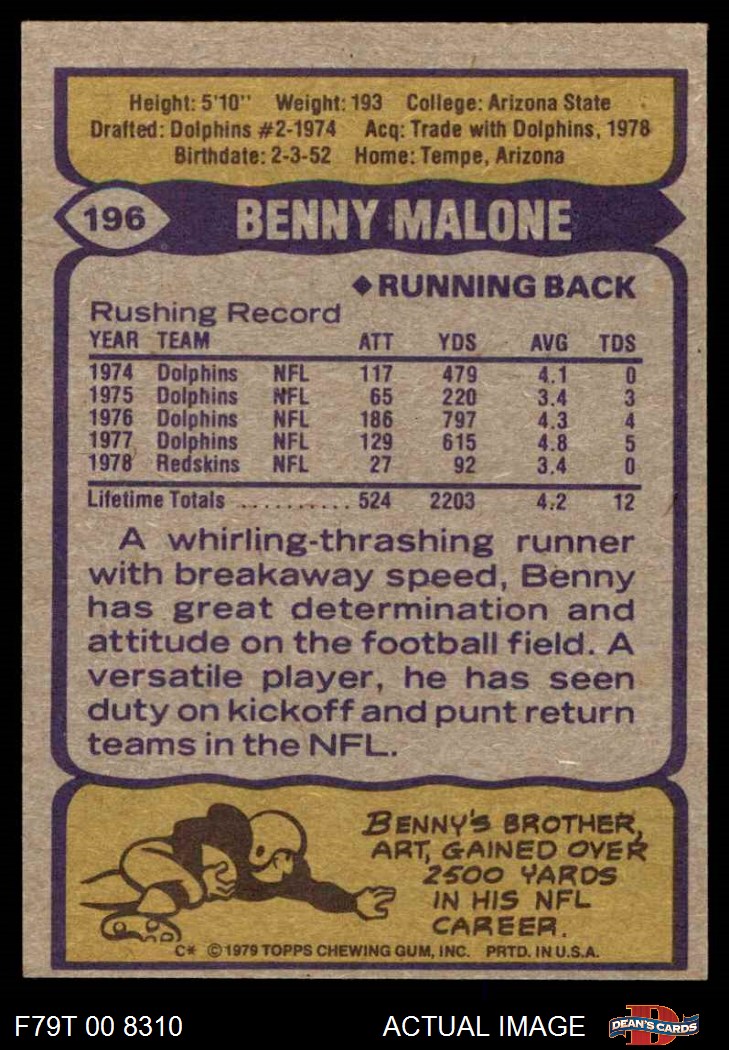 Height: 5'10" Weight: 193 College: Arizona State
Drafted: Dolphins #2-1974 Acq: Trade with Dolphins, 1978
Birthdate: 2-3-52 Home: Tempe, Arizona
196 BENNY MALONE
◆RUNNING BACK
Rushing Record
YEAR TEAM ATT YDS AVG TDS
1974 Dolphins NFL 117 479 4.1 0
1975 Dolphins NFL 65 220 3.4 3
1976 Dolphins NFL 186 797 4.3 4
1977 Dolphins NFL 129 615 4.8 5
1978 Redskins NFL 27 92 3.4 0
Lifetime Totals .......... 524 2203 4.2 12
A whirling-thrashing runner
with breakaway speed, Benny
has great determination and
attitude on the football field. A
versatile player, he has seen
duty on kickoff and punt return
teams in the NFL.
BENNY'S BROTHER,
ART, GAINED OVER
2500 YARDS
IN HIS NFL
CAREER.
C* ©1979 TOPPS CHEWING GUM, INC. PRTD. IN U.S.A.
F79T 00 8310 ACTUAL IMAGE D DEAN'S CARDS